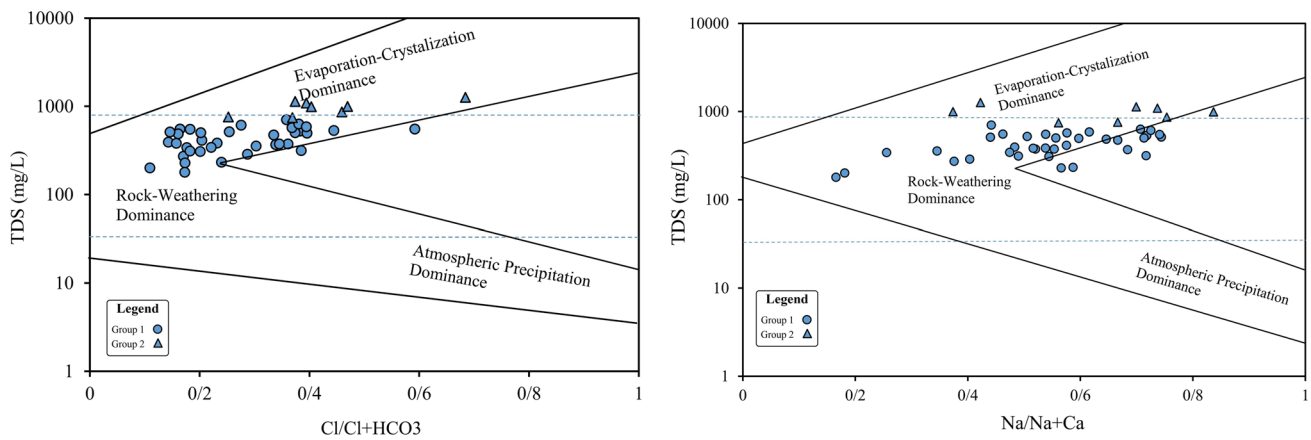 10000
1000
100
10
1
TDS (mg/L)
Evaporation-Crystalization
Dominance
Rock-Weathering
Dominance
Atmospheric Precipitation
Dominance
Legend
Group 1
Group 2
0
0/2
0/4
0/6
0/8
1
Cl/Cl+HCO3
10000
1000
100
10
1
TDS (mg/L)
Evaporation-Crystalization
Dominance
Rock-Weathering
Dominance
Atmospheric Precipitation
Dominance
Legend
Group 1
Group 2
0
0/2
0/4
0/6
0/8
1
Na/Na+Ca